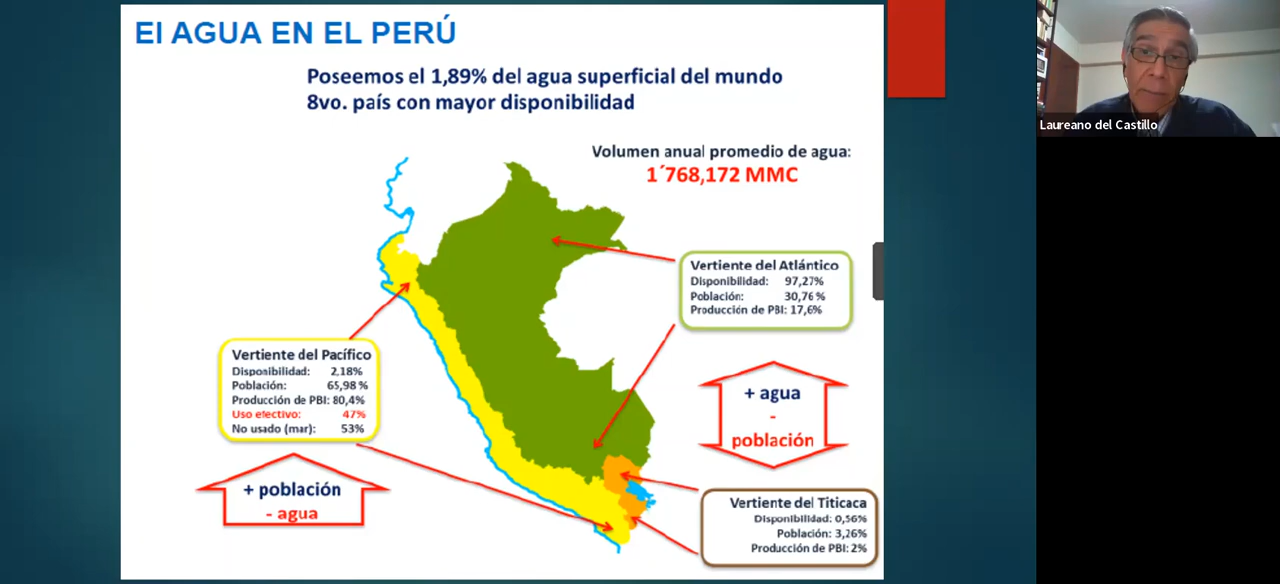 El AGUA EN EL PERÚ
Poseemos el 1,89% del agua superficial del mundo
8vo. país con mayor disponibilidad
Volumen anual promedio de agua:
1´768,172 MMC
Vertiente del Atlántico
Disponibilidad: 97,27%
Población: 30,76 %
Producción de PBI: 17,6%
Vertiente del Pacífico
Disponibilidad: 2,18%
Población: 65,98 %
Producción de PBI: 80,4%
Uso efectivo: 47%
No usado (mar): 53%
+ agua
-
población
+ población
- agua
Vertiente del Titicaca
Disponibilidad: 0,56%
Población: 3,26%
Producción de PBI: 2%
Laureano del Castillo